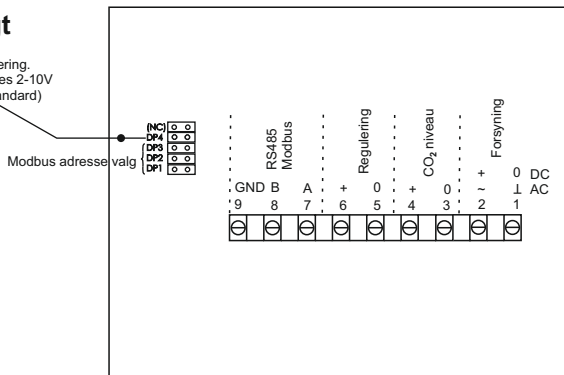 ering.
es 2-10V
ndard)
(NC)
DP4
DP3
DP2
DP1
Modbus adresse valg
RS485
Modbus
Regulering
CO₂ niveau
Forsyning
+ 0 DC
GND B A + 0 + 0 ~ ⊥ AC
9 8 7 6 5 4 3 2 1